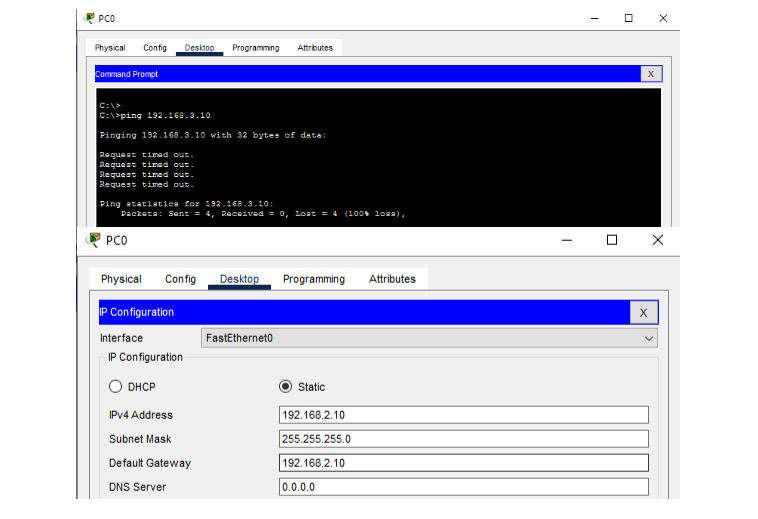 PC0
Physical Config Desktop Programming Attributes
Command Prompt X
C:\>
C:\>ping 192.168.3.10
Pinging 192.168.3.10 with 32 bytes of data:
Request timed out.
Request timed out.
Request timed out.
Request timed out.
Ping statistics for 192.168.3.10:
Packets: Sent = 4, Received = 0, Lost = 4 (100% loss),
PC0
Physical Config Desktop Programming Attributes
IP Configuration X
Interface FastEthernet0
IP Configuration
DHCP Static
IPv4 Address 192.168.2.10
Subnet Mask 255.255.255.0
Default Gateway 192.168.2.10
DNS Server 0.0.0.0